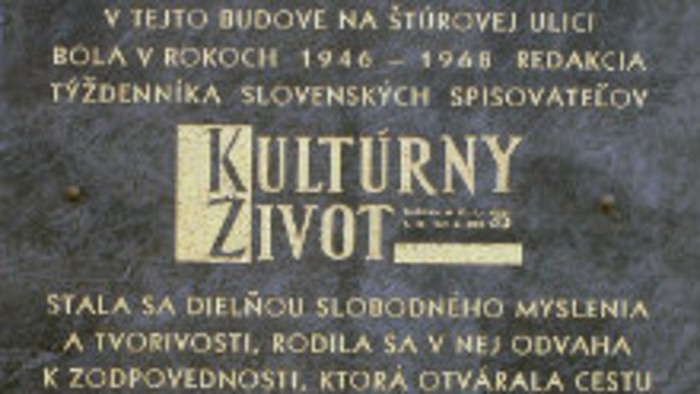 V TEJTO BUDOVE NA ŠTÚROVEJ ULICI
BOLA V ROKOCH 1946 – 1968 REDAKCIA
TÝŽDENNÍKA SLOVENSKÝCH SPISOVATEĽOV
KULTÚRNY
ŽIVOT
35
STALA SA DIELŇOU SLOBODNÉHO MYSLENIA
A TVORIVOSTI, RODILA SA V NEJ ODVAHA
K ZODPOVEDNOSTI, KTORÁ OTVÁRALA CESTU